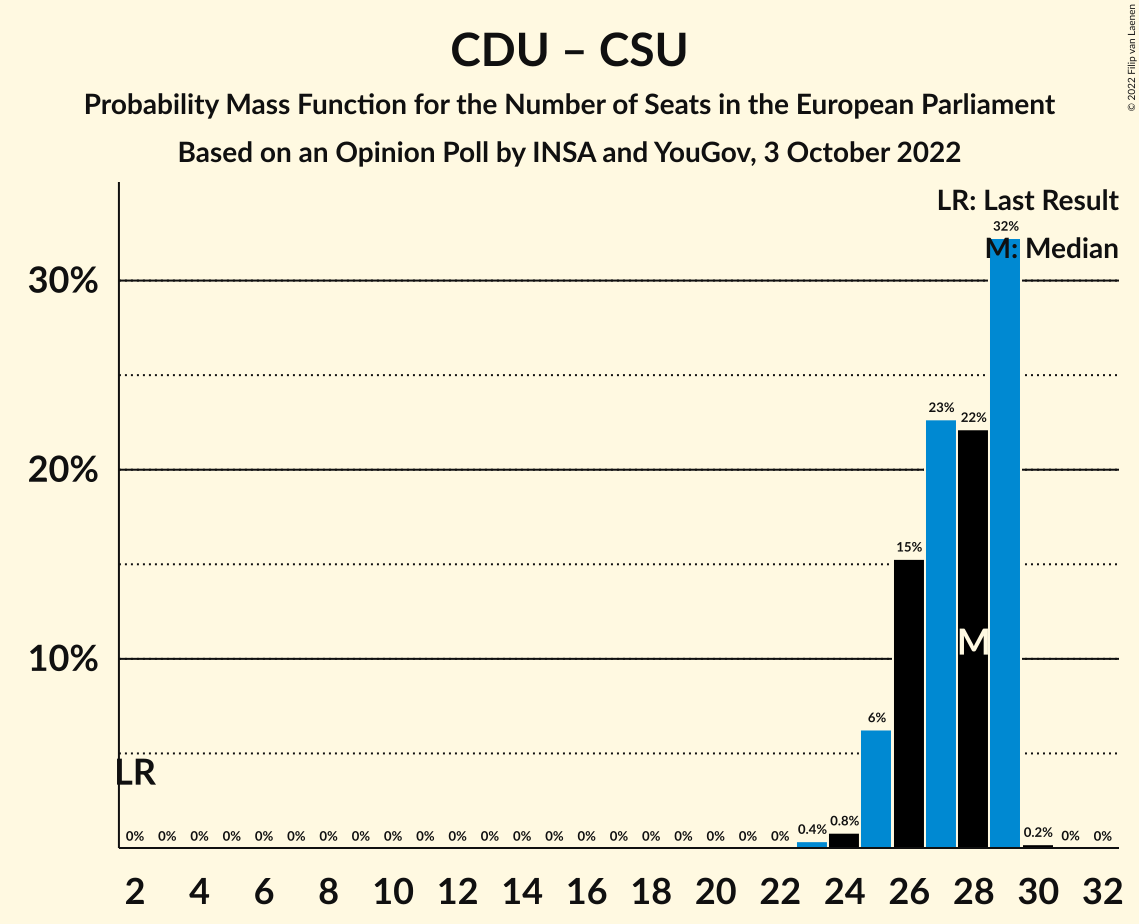 CDU – CSU
Probability Mass Function for the Number of Seats in the European Parliament
Based on an Opinion Poll by INSA and YouGov, 3 October 2022
© 2022 Filip van Laenen
LR: Last Result
M: Median
32%
30%
23%
22%
20%
15%
M
10%
6%
LR
0% 0% 0% 0% 0% 0% 0% 0% 0% 0% 0% 0% 0% 0% 0% 0% 0% 0% 0% 0% 0% 0.4% 0.8% 0.2% 0% 0%
2 4 6 8 10 12 14 16 18 20 22 24 26 28 30 32